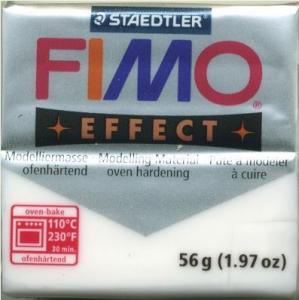 STAEDTLER
FIMO®
EFFECT
Modelliermasse Modelling Material Pâte à modeler
ofenhärtend oven hardening à cuire
oven-bake
110°C
230°F
30 min.
ofenhärtend
56 g (1.97 oz)